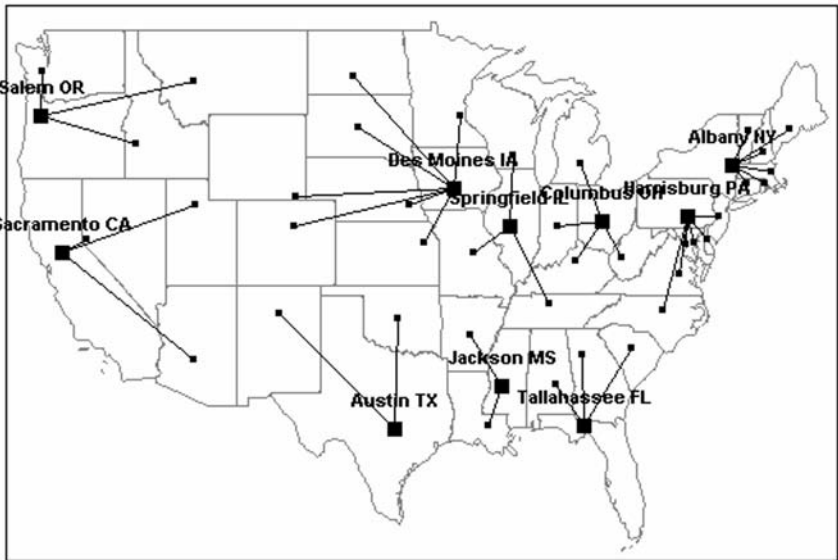 Salem OR
Albany NY
Des Moines IA
Springfield IL
Columbus OH
Harrisburg PA
Sacramento CA
Jackson MS
Austin TX
Tallahassee FL